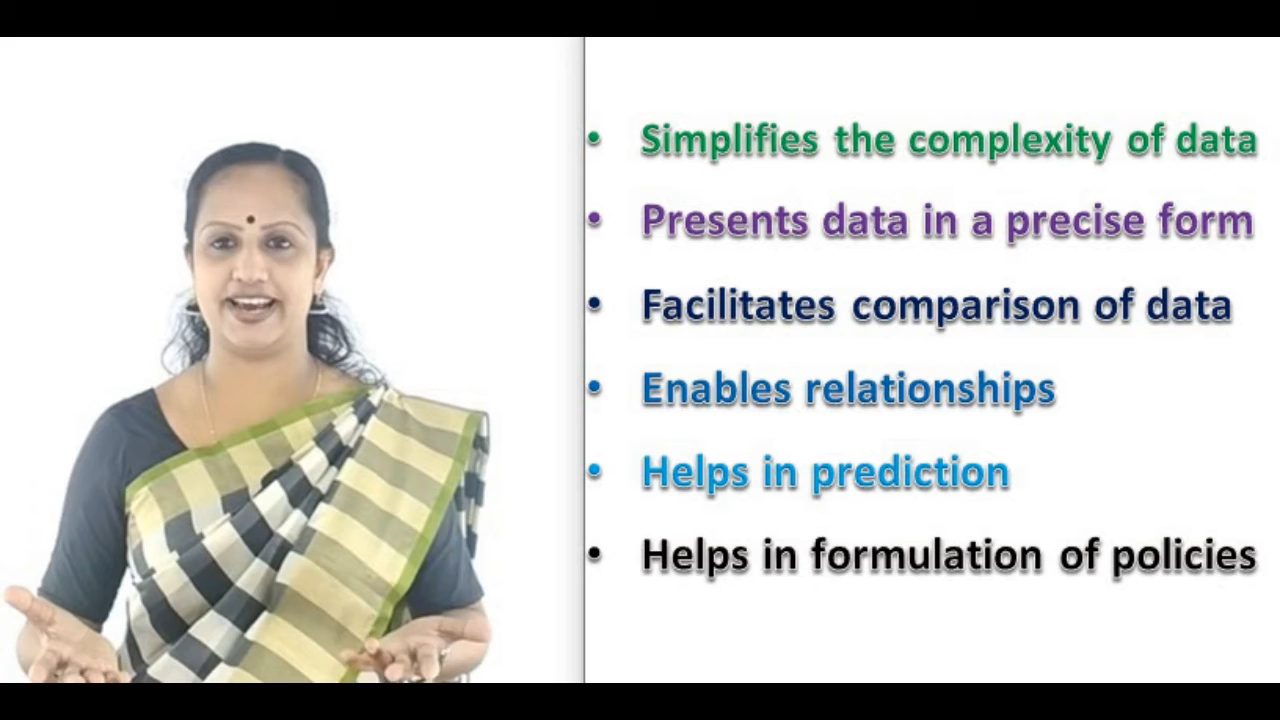 • Simplifies the complexity of data
• Presents data in a precise form
• Facilitates comparison of data
• Enables relationships
• Helps in prediction
• Helps in formulation of policies